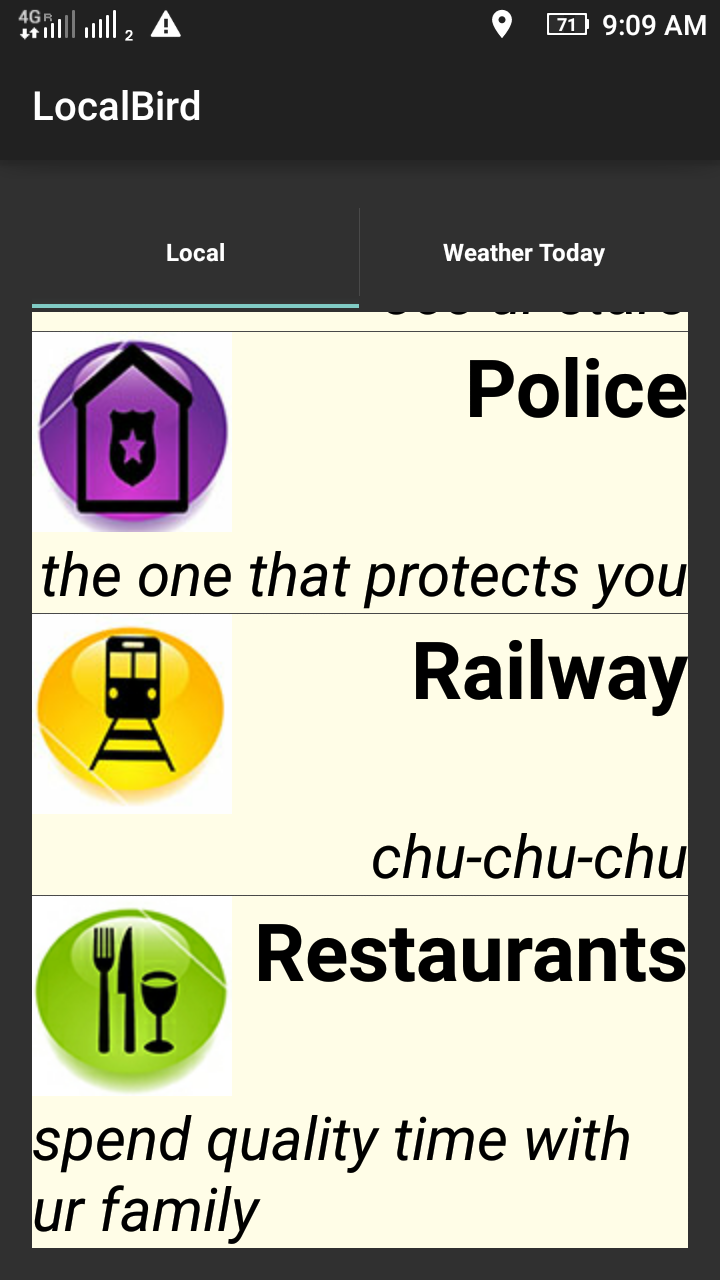 4G R 2 71 9:09 AM
LocalBird
Local Weather Today
Police
the one that protects you
Railway
chu-chu-chu
Restaurants
spend quality time with
ur family